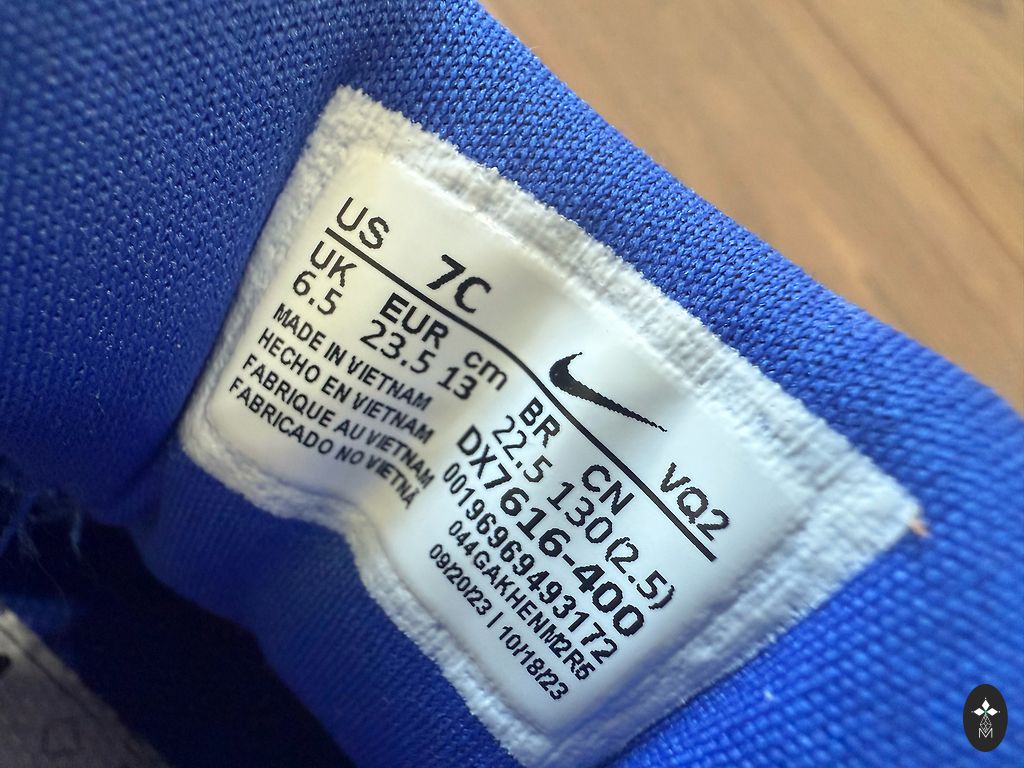 US 7C VQ2
UK EUR cm BR CN
6.5 23.5 13 22.5 130(2.5)
MADE IN VIETNAM
HECHO EN VIETNAM
FABRIQUE AU VIETNAM
FABRICADO NO VIETNÃ
DX7616-400
00196969493172
044GAKHENM2R5
09/20/23 | 10/18/23
M